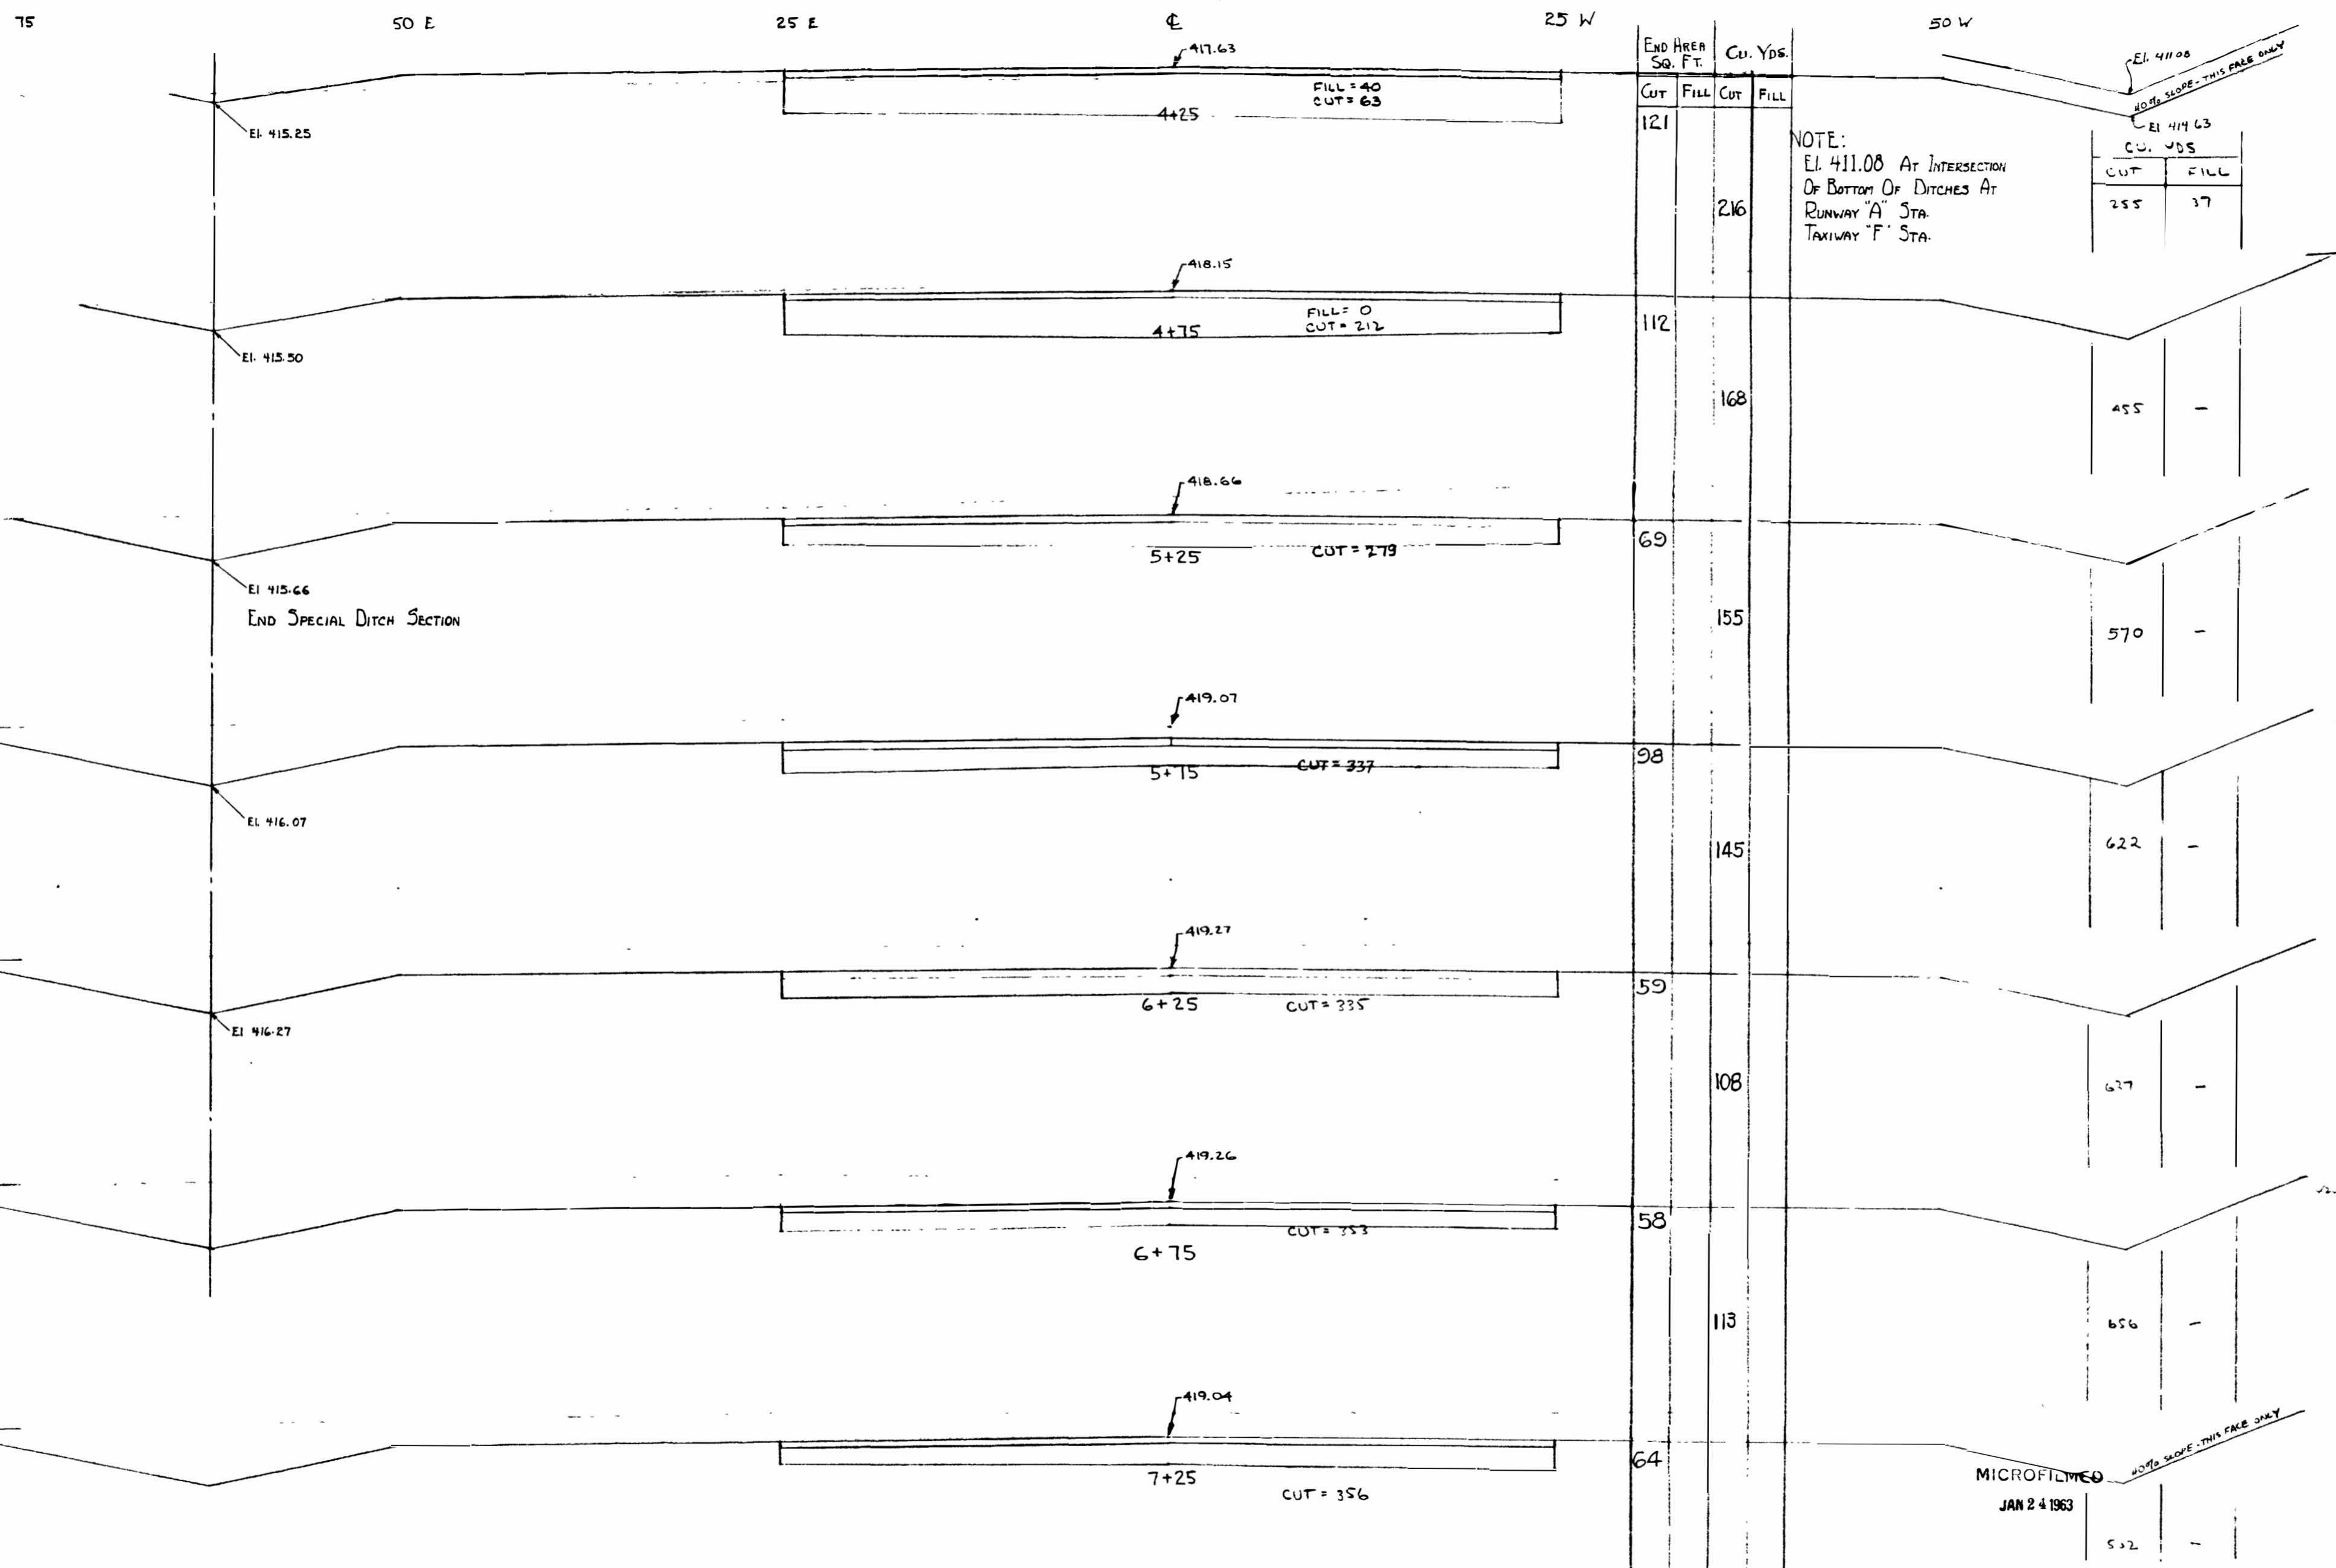 75 50 E 25 E ℄ 25 W 50 W
417.63
END AREA SQ. FT. CU. YDS.
CUT FILL CUT FILL
El. 411.08
40% SLOPE - THIS FACE ONLY
El 414.63
FILL = 40
CUT = 63
4+25
121
El. 415.25
NOTE:
El. 411.08 AT INTERSECTION
OF BOTTOM OF DITCHES AT
RUNWAY "A" STA.
TAXIWAY "F" STA.
CU. YDS
CUT FILL
255 37
216
418.15
FILL = 0
CUT = 212
4+75
112
El. 415.50
168
455 -
418.66
5+25
CUT = 279
69
El 415.66
END SPECIAL DITCH SECTION
155
570 -
419.07
5+75
CUT = 337
98
El. 416.07
145
622 -
419.27
6+25
CUT = 335
59
El 416.27
108
637 -
419.26
CUT = 353
6+75
58
113
656 -
419.04
7+25
CUT = 356
64
40% SLOPE - THIS FACE ONLY
MICROFILMED
JAN 24 1963
-